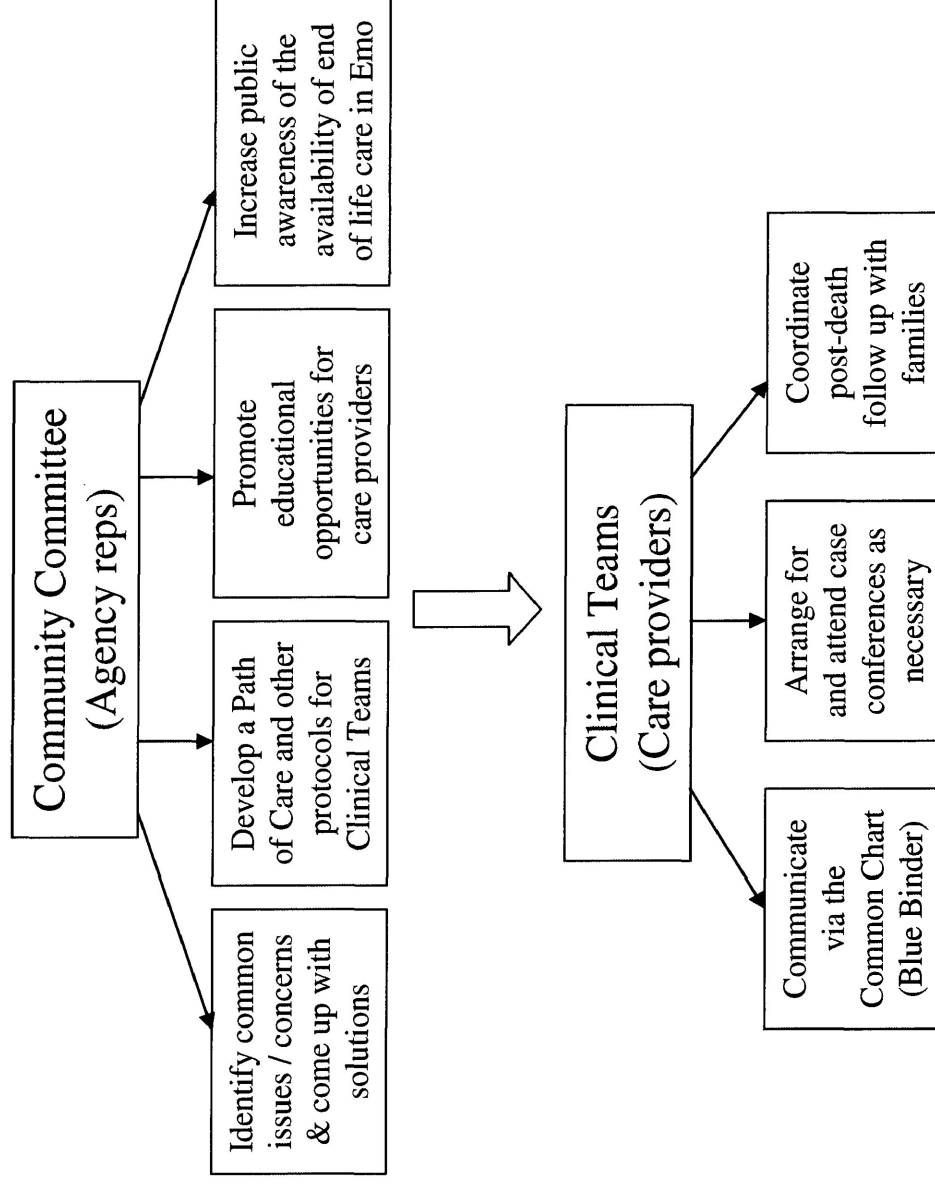 Community Committee
(Agency reps)
Identify common
issues / concerns
& come up with
solutions
Develop a Path
of Care and other
protocols for
Clinical Teams
Promote
educational
opportunities for
care providers
Increase public
awareness of the
availability of end
of life care in Emo
Clinical Teams
(Care providers)
Communicate
via the
Common Chart
(Blue Binder)
Arrange for
and attend case
conferences as
necessary
Coordinate
post-death
follow up with
families